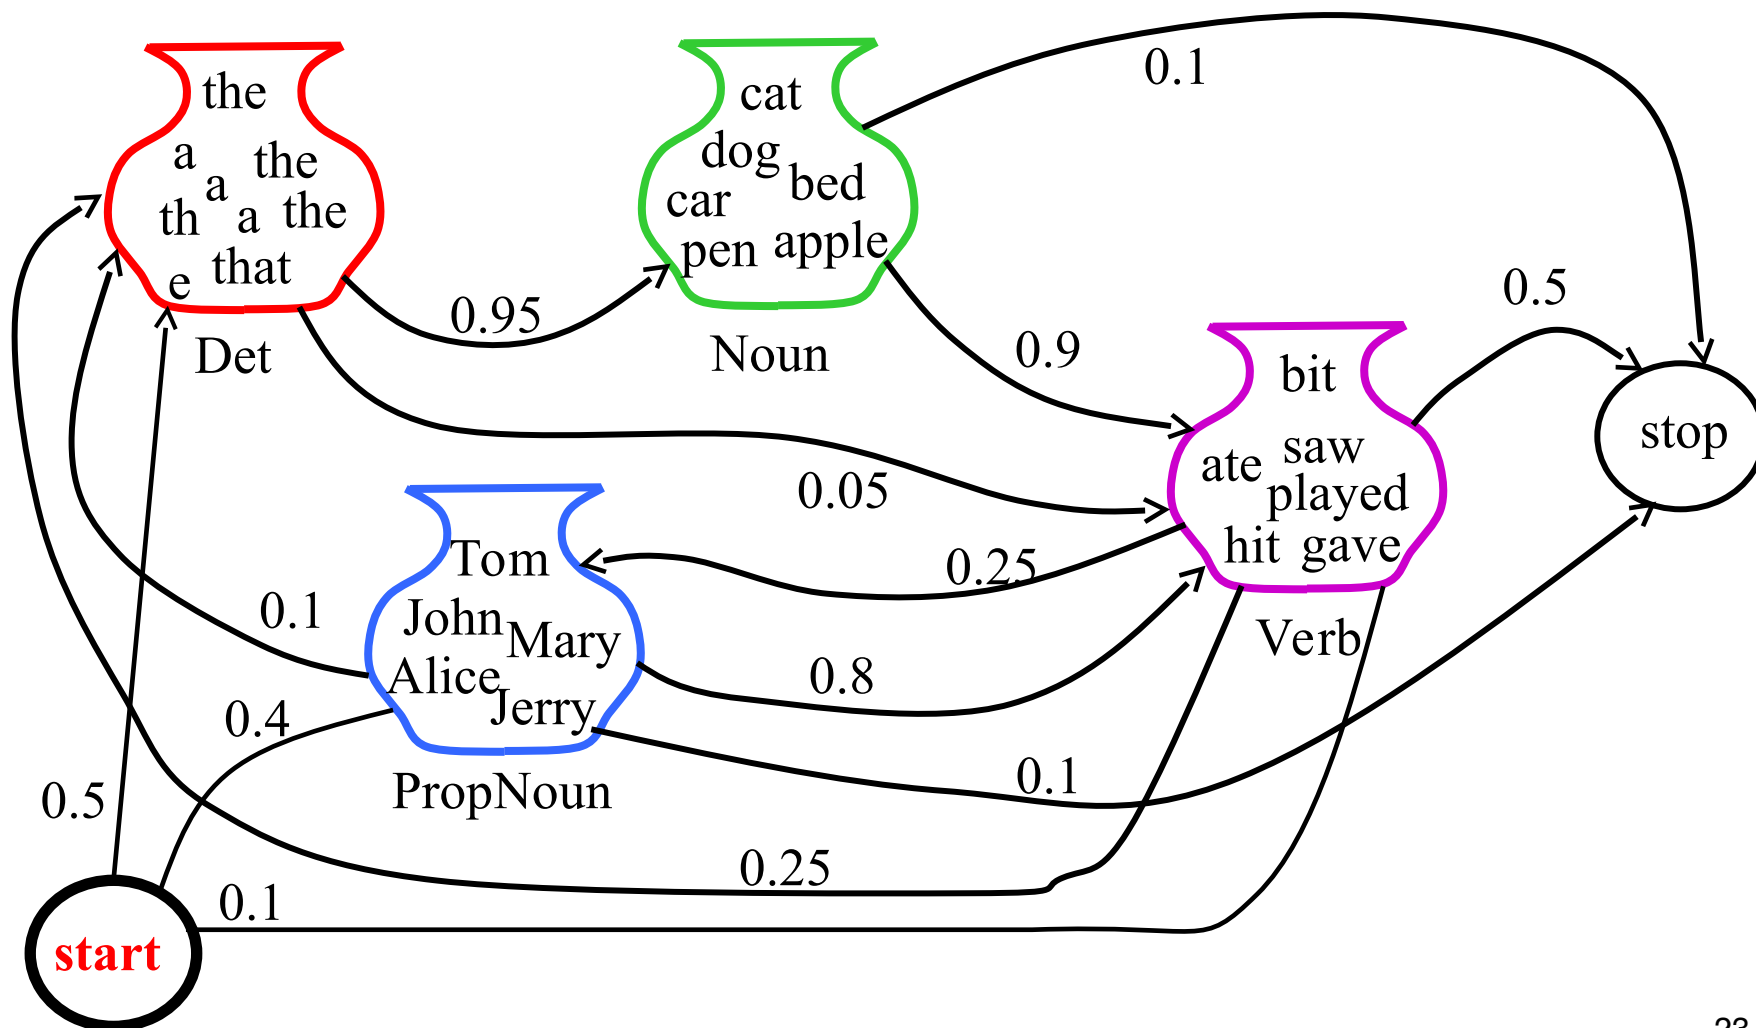 the
a the
a
th a the
that
e
Det
cat
dog
bed
car
apple
pen
Noun
0.1
0.95
0.9
0.5
bit
saw
ate
played
hit gave
Verb
stop
0.05
0.25
Tom
John
Mary
Alice
Jerry
PropNoun
0.1
0.8
0.4
0.1
0.5
0.25
0.1
start
23